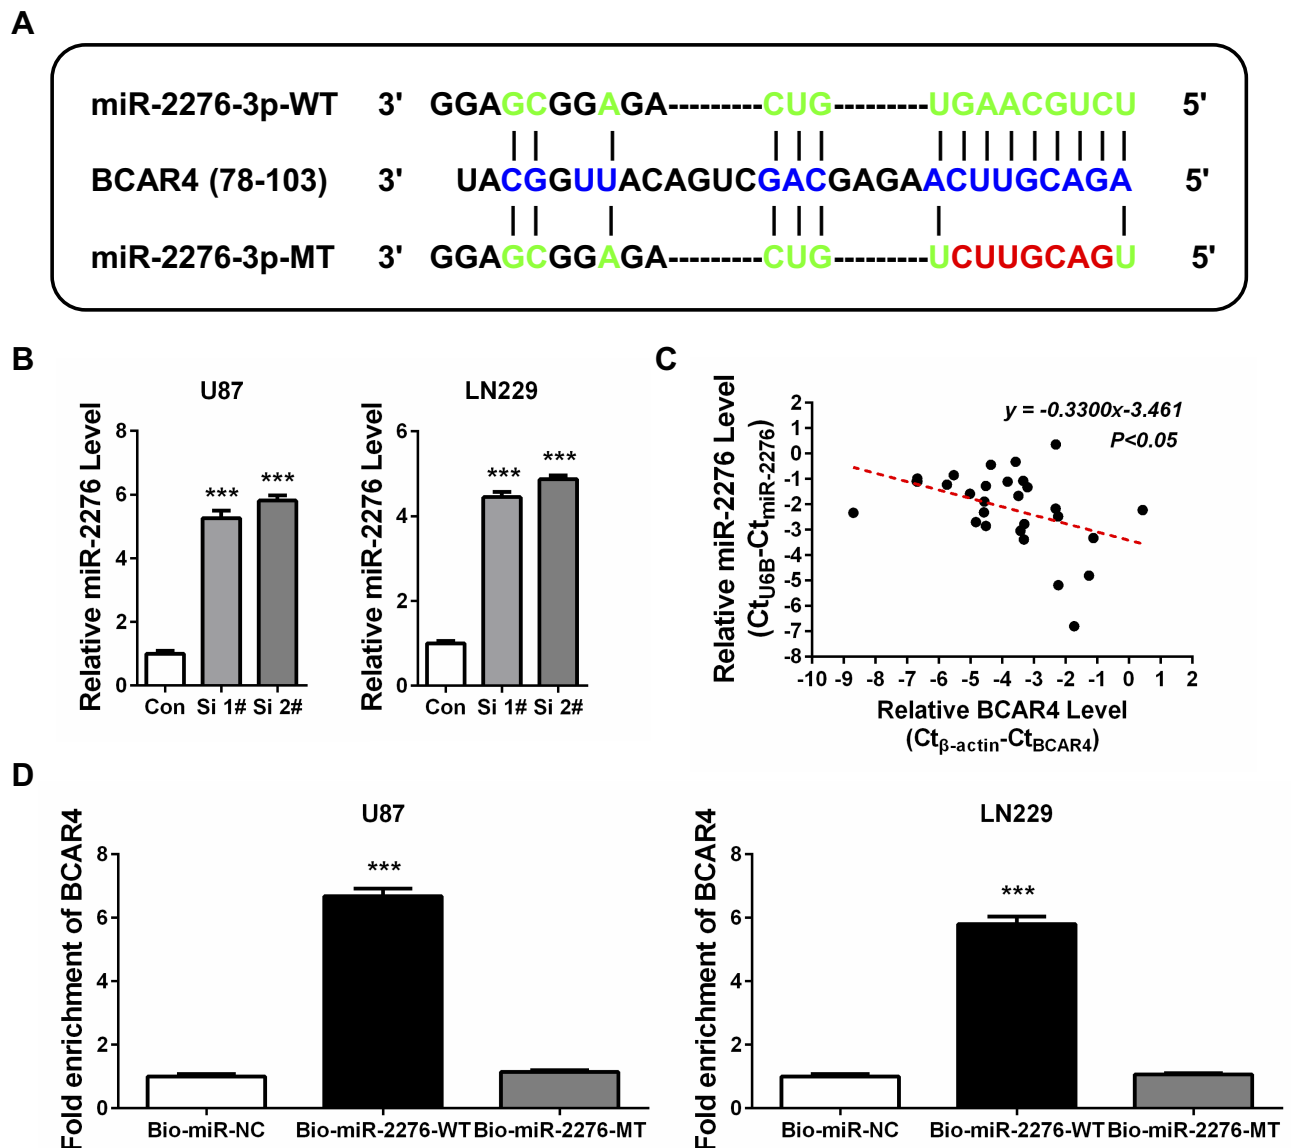 A
miR-2276-3p-WT 3' GGAGCGGAGA---------CUG---------UGAACGUCU 5'
BCAR4 (78-103) 3' UACGGUUACAGUCGACGAGAACUUGCAGA 5'
miR-2276-3p-MT 3' GGAGCGGAGA---------CUG---------UCUUGCAGU 5'
B
U87
Relative miR-2276 Level
8
6
4
2
0
***
***
Con Si 1# Si 2#
LN229
Relative miR-2276 Level
6
4
2
0
***
***
Con Si 1# Si 2#
C
Relative miR-2276 Level
(CtU6B-CtmiR-2276)
2
1
0
-1
-2
-3
-4
-5
-6
-7
-8
y = -0.3300x-3.461
P<0.05
-10 -9 -8 -7 -6 -5 -4 -3 -2 -1 0 1 2
Relative BCAR4 Level
(Ctβ-actin-CtBCAR4)
D
U87
Fold enrichment of BCAR4
8
6
4
2
0
***
Bio-miR-NC Bio-miR-2276-WT Bio-miR-2276-MT
LN229
Fold enrichment of BCAR4
8
6
4
2
0
***
Bio-miR-NC Bio-miR-2276-WT Bio-miR-2276-MT